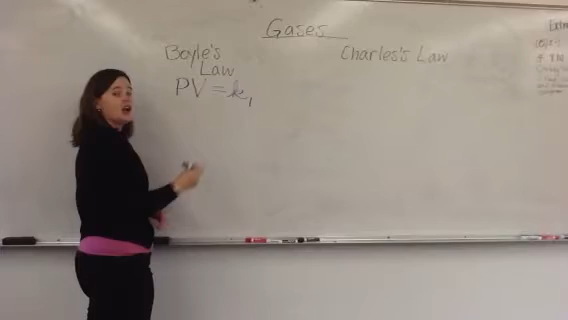 Gases
Boyle's
Law
PV = k₁
Charles's Law